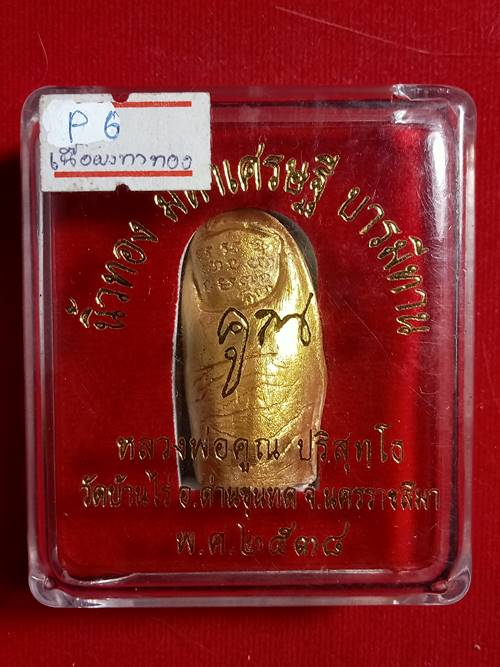 P 6
เนื้อผงทาทอง
นิ้วทอง มหาเศรษฐี บารมีทาน
คูณ
หลวงพ่อคูณ ปริสุทฺโธ
วัดบ้านไร่ อ.ด่านขุนทด จ.นครราชสีมา
พ.ศ.๒๕๓๘